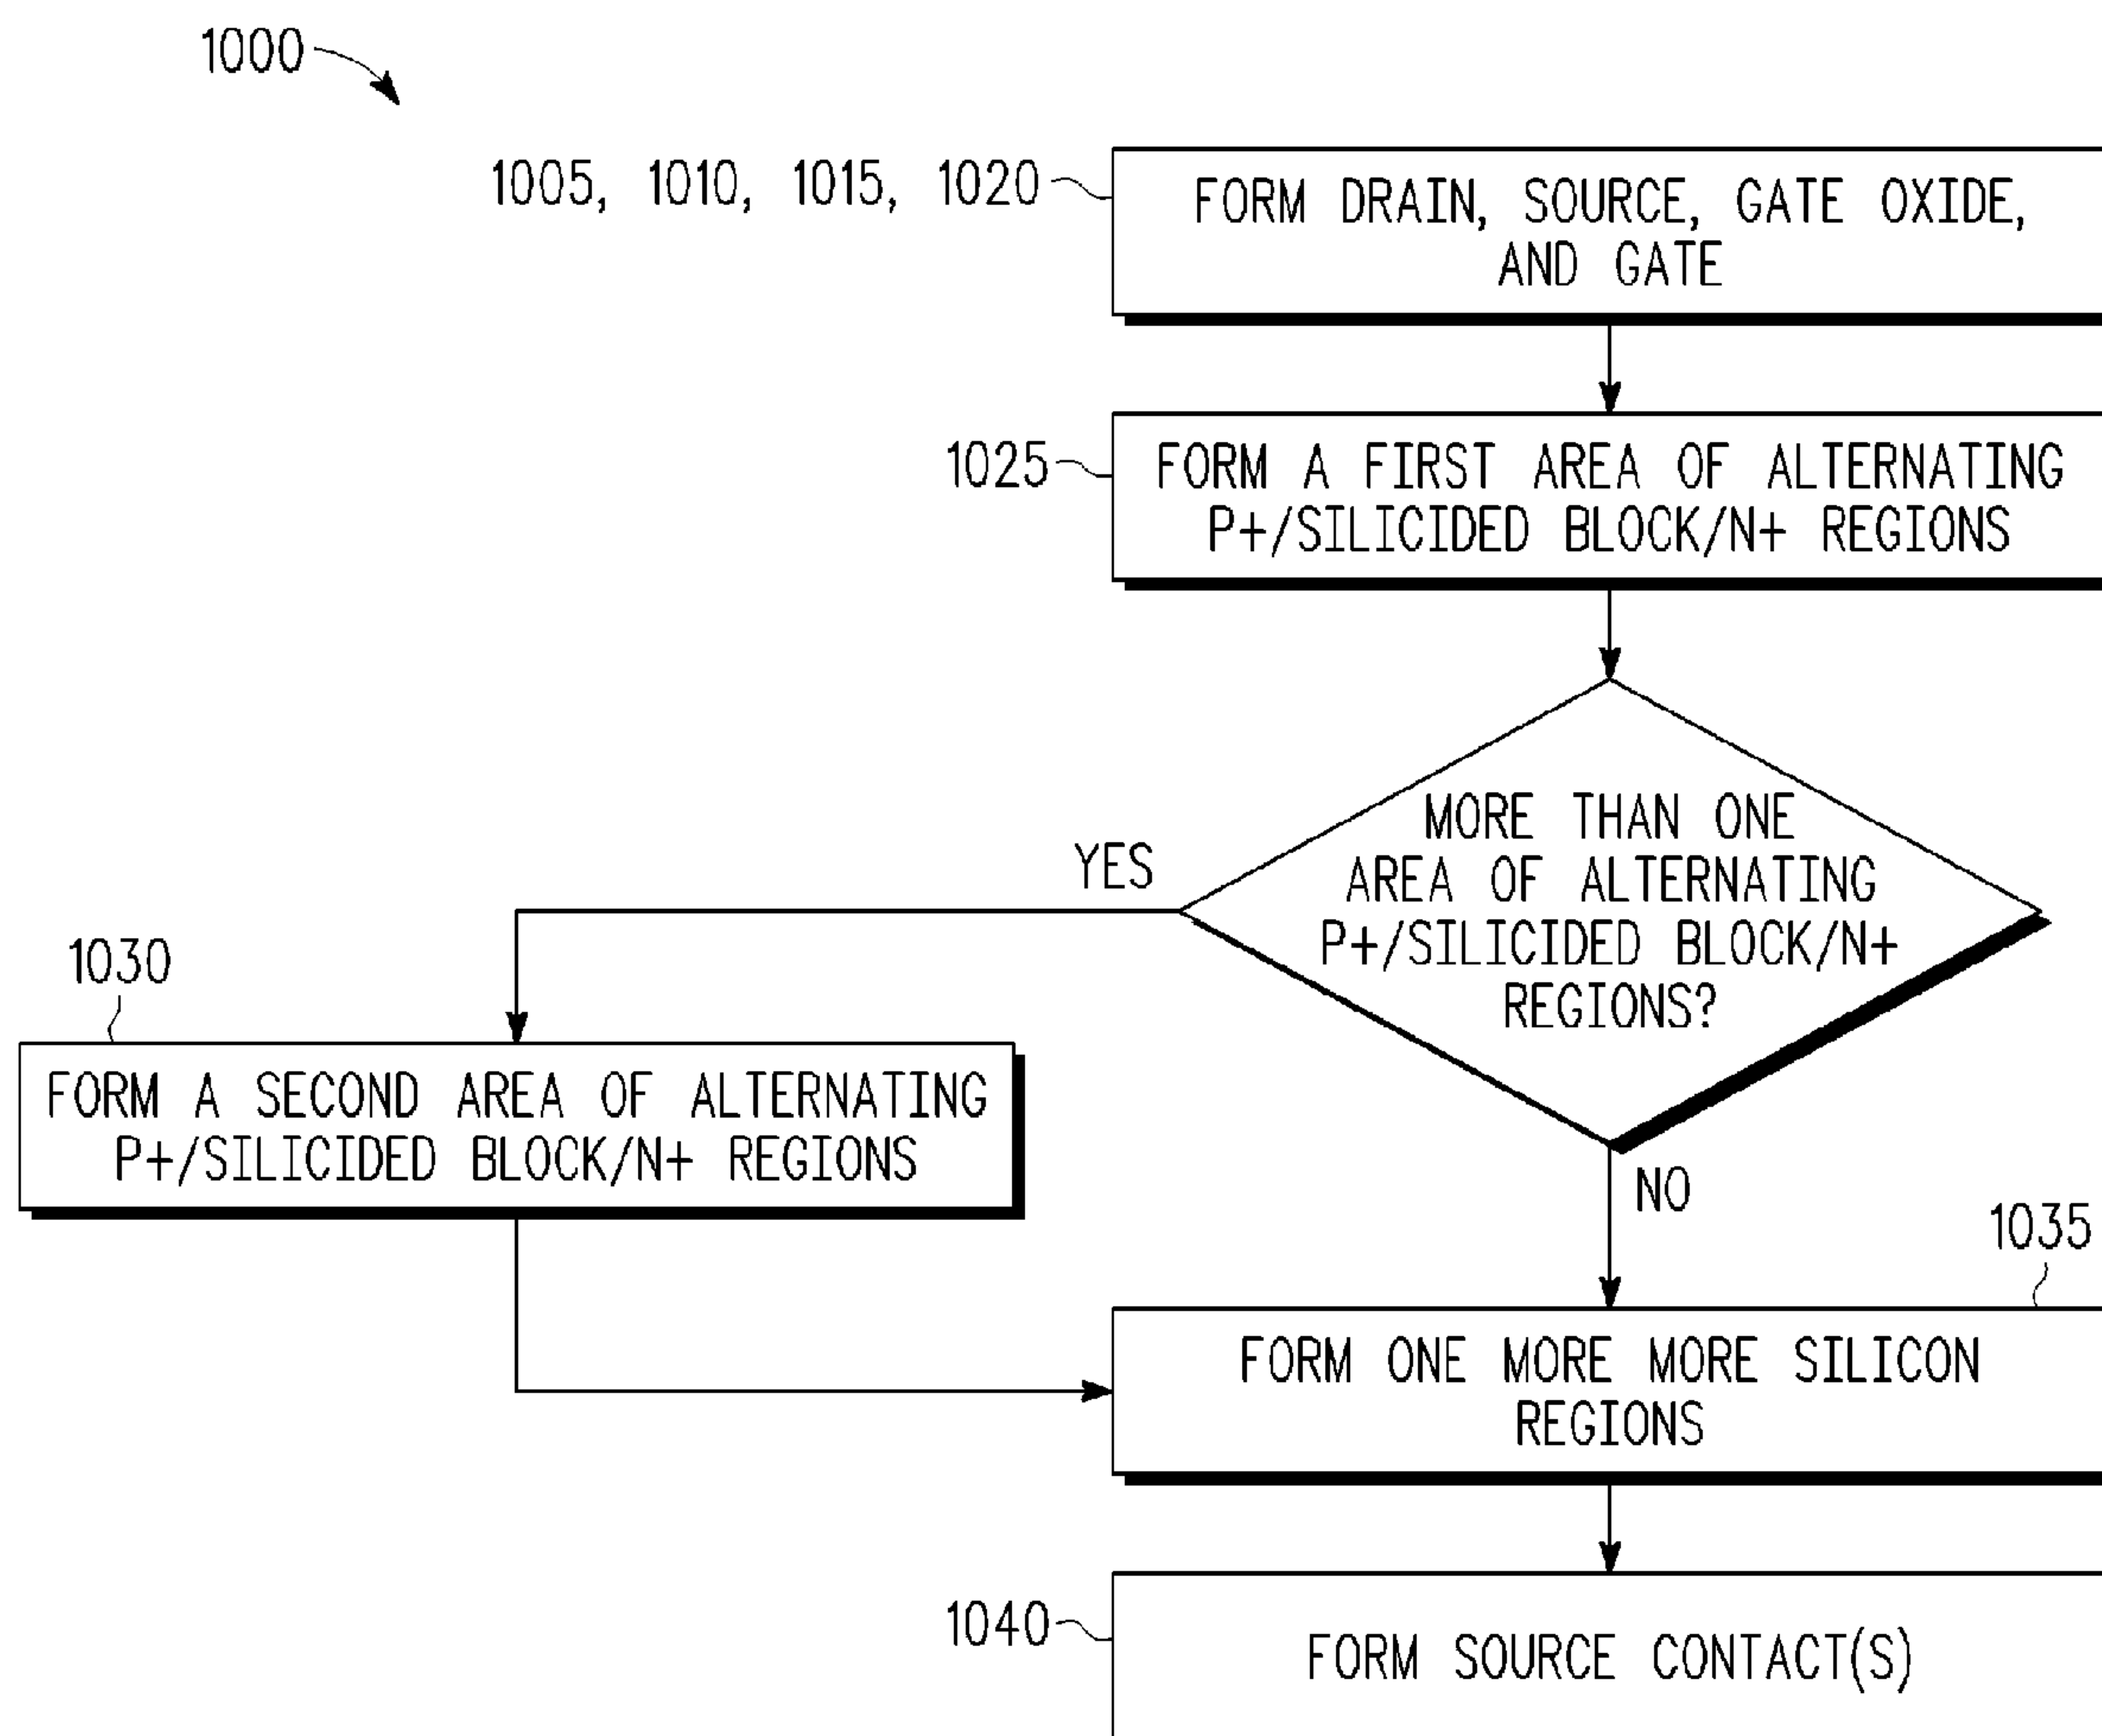 1000
1005, 1010, 1015, 1020
FORM DRAIN, SOURCE, GATE OXIDE,
AND GATE
1025
FORM A FIRST AREA OF ALTERNATING
P+/SILICIDED BLOCK/N+ REGIONS
MORE THAN ONE
AREA OF ALTERNATING
P+/SILICIDED BLOCK/N+
REGIONS?
YES
1030
FORM A SECOND AREA OF ALTERNATING
P+/SILICIDED BLOCK/N+ REGIONS
NO
1035
FORM ONE MORE MORE SILICON
REGIONS
1040
FORM SOURCE CONTACT(S)